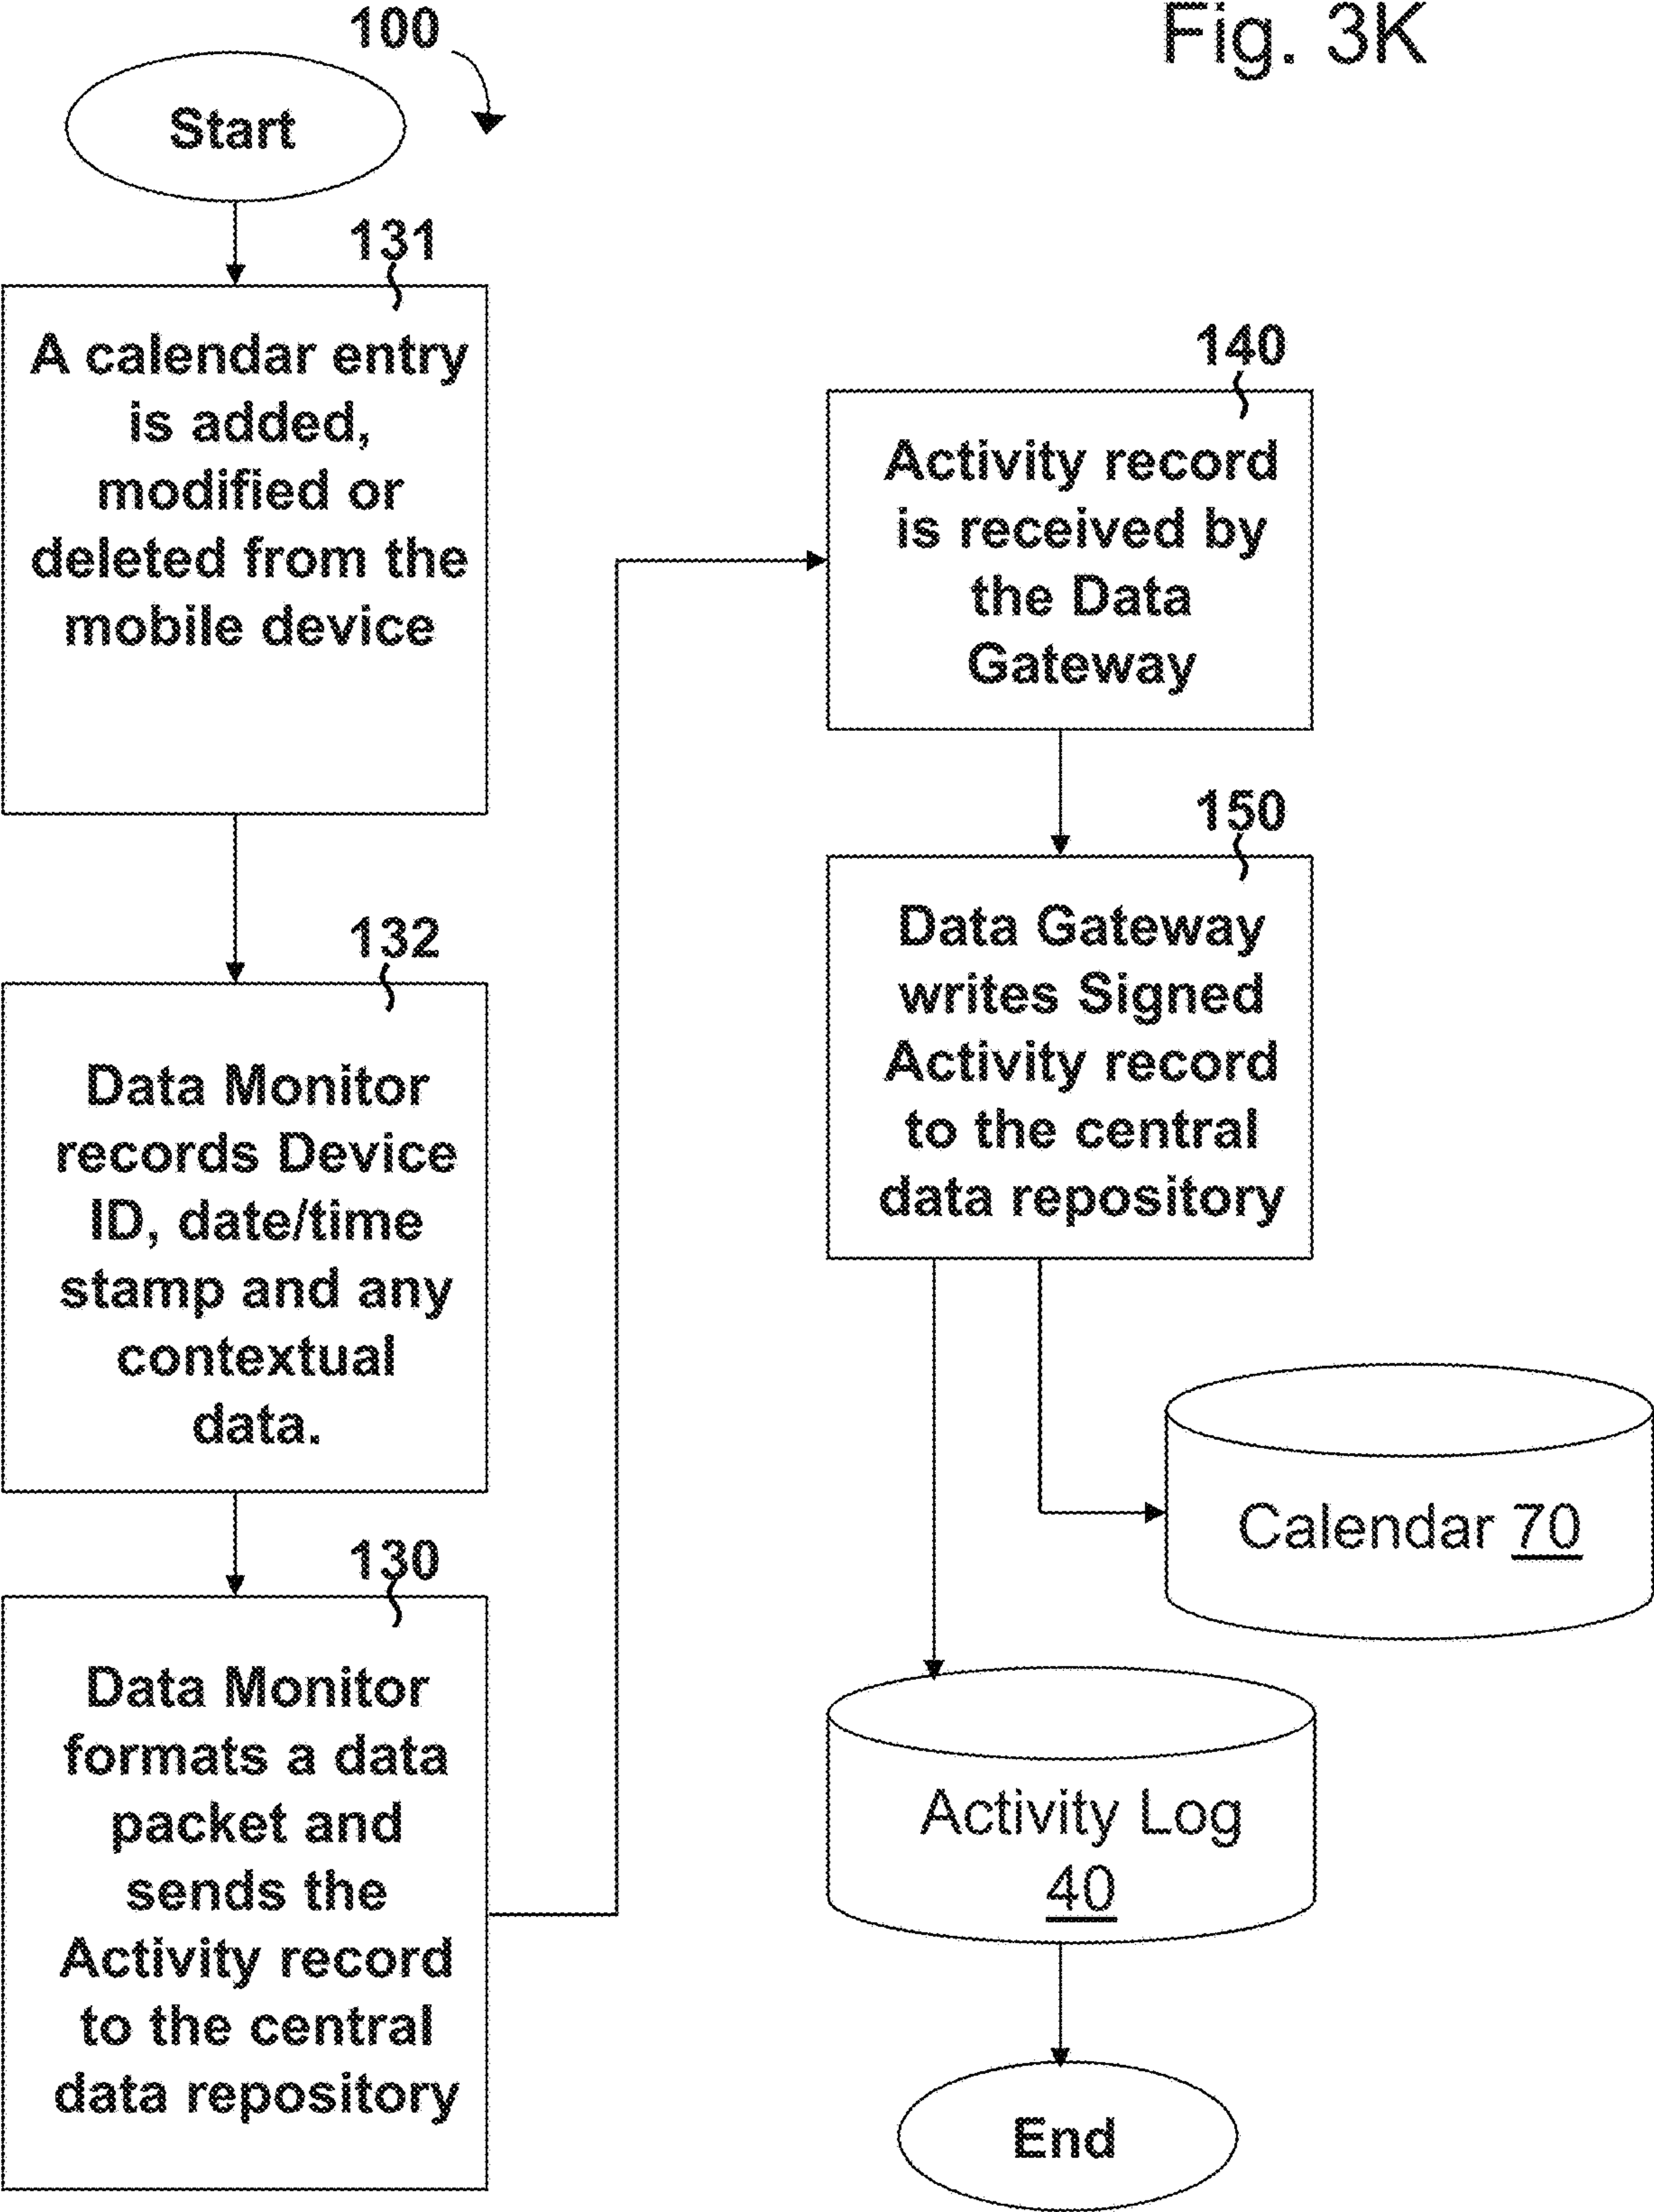 Fig. 3K
100
Start
131
A calendar entry
is added,
modified or
deleted from the
mobile device
132
Data Monitor
records Device
ID, date/time
stamp and any
contextual
data.
130
Data Monitor
formats a data
packet and
sends the
Activity record
to the central
data repository
140
Activity record
is received by
the Data
Gateway
150
Data Gateway
writes Signed
Activity record
to the central
data repository
Calendar 70
Activity Log
40
End